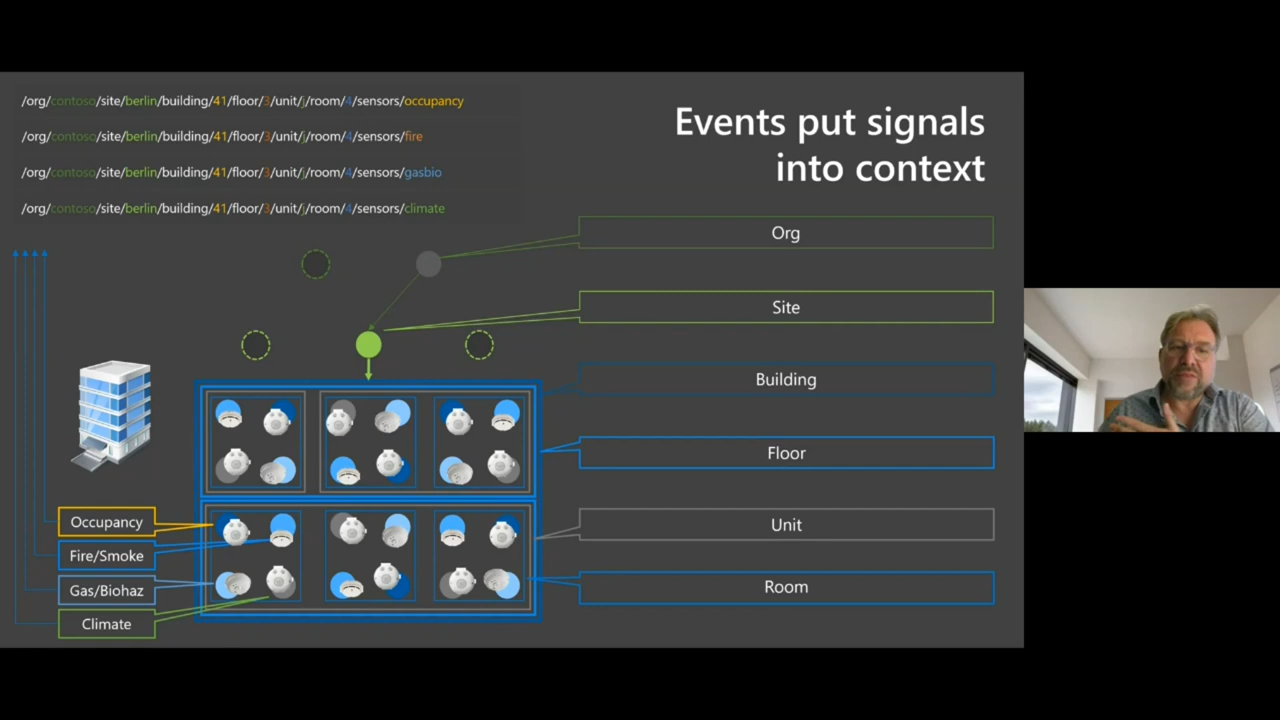 /org/contoso/site/berlin/building/41/floor/3/unit/j/room/4/sensors/occupancy
/org/contoso/site/berlin/building/41/floor/3/unit/j/room/4/sensors/fire
/org/contoso/site/berlin/building/41/floor/3/unit/j/room/4/sensors/gasbio
/org/contoso/site/berlin/building/41/floor/3/unit/j/room/4/sensors/climate
Events put signals
into context
Org
Site
Building
Floor
Unit
Room
Occupancy
Fire/Smoke
Gas/Biohaz
Climate